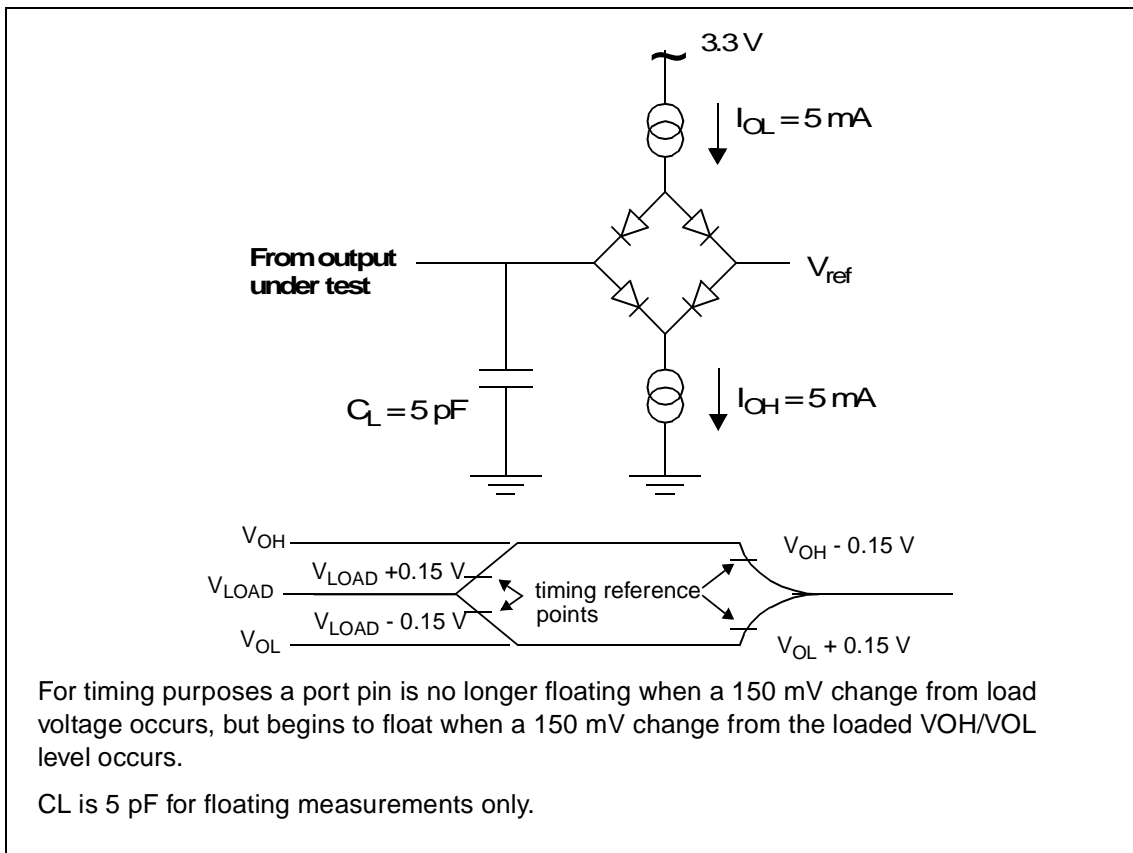 3.3 V
I_OL = 5 mA
From output
under test
V_ref
C_L = 5 pF
I_OH = 5 mA
V_OH
V_OH - 0.15 V
V_LOAD +0.15 V
V_LOAD
timing reference
points
V_LOAD - 0.15 V
V_OL
V_OL + 0.15 V
For timing purposes a port pin is no longer floating when a 150 mV change from load
voltage occurs, but begins to float when a 150 mV change from the loaded VOH/VOL
level occurs.
CL is 5 pF for floating measurements only.